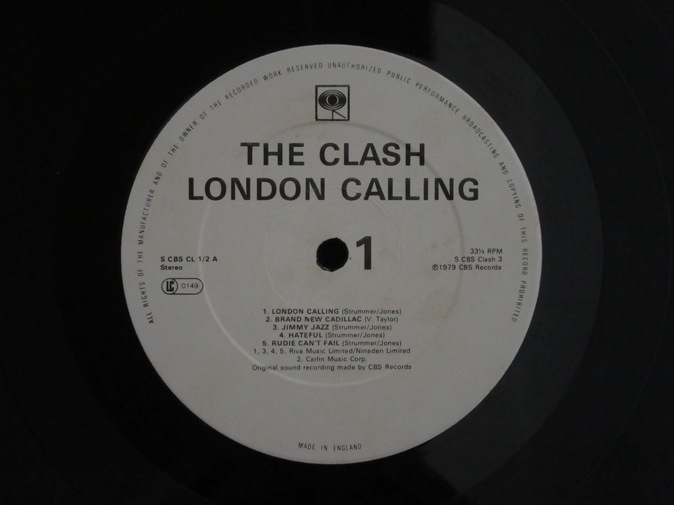 ALL RIGHTS OF THE MANUFACTURER AND OF THE OWNER OF THE RECORDED WORK RESERVED UNAUTHORIZED PUBLIC PERFORMANCE BROADCASTING AND COPYING OF THIS RECORD PROHIBITED
THE CLASH
LONDON CALLING
1
S CBS CL 1/2 A
Stereo
LC 0149
33⅓ RPM
S CBS Clash 3
℗1979 CBS Records
1. LONDON CALLING (Strummer/Jones)
2. BRAND NEW CADILLAC (V. Taylor)
3. JIMMY JAZZ (Strummer/Jones)
4. HATEFUL (Strummer/Jones)
5. RUDIE CAN'T FAIL (Strummer/Jones)
1, 3, 4, 5, Riva Music Limited/Nineden Limited
2, Carlin Music Corp.
Original sound recording made by CBS Records
MADE IN ENGLAND